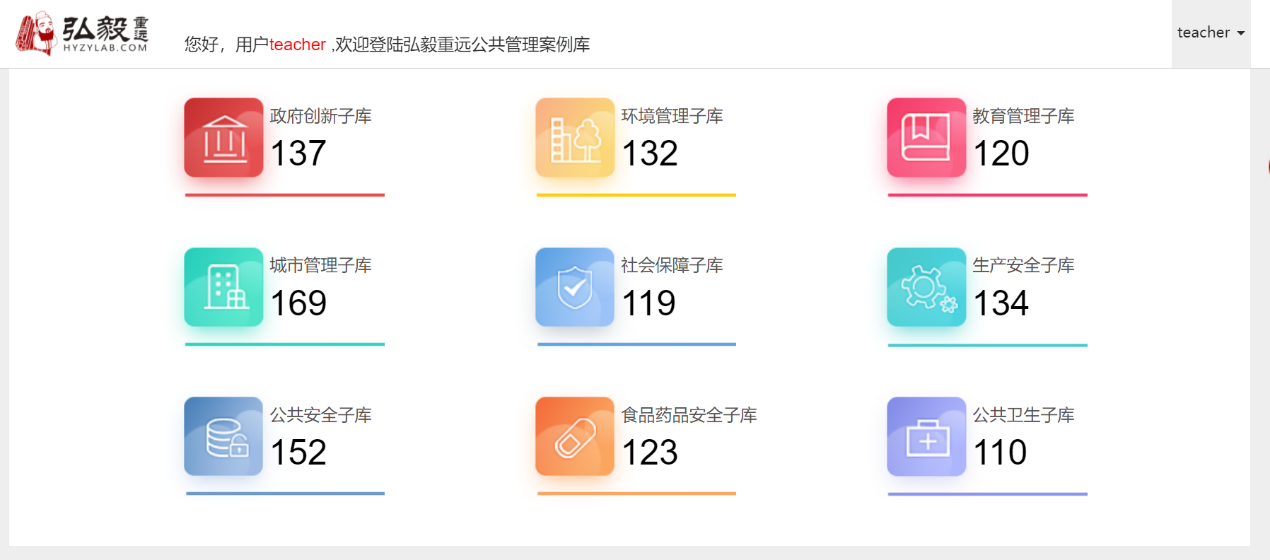 弘毅重远
HYZYLAB.COM
您好，用户teacher ,欢迎登陆弘毅重远公共管理案例库
teacher
政府创新子库
137
环境管理子库
132
教育管理子库
120
城市管理子库
169
社会保障子库
119
生产安全子库
134
公共安全子库
152
食品药品安全子库
123
公共卫生子库
110